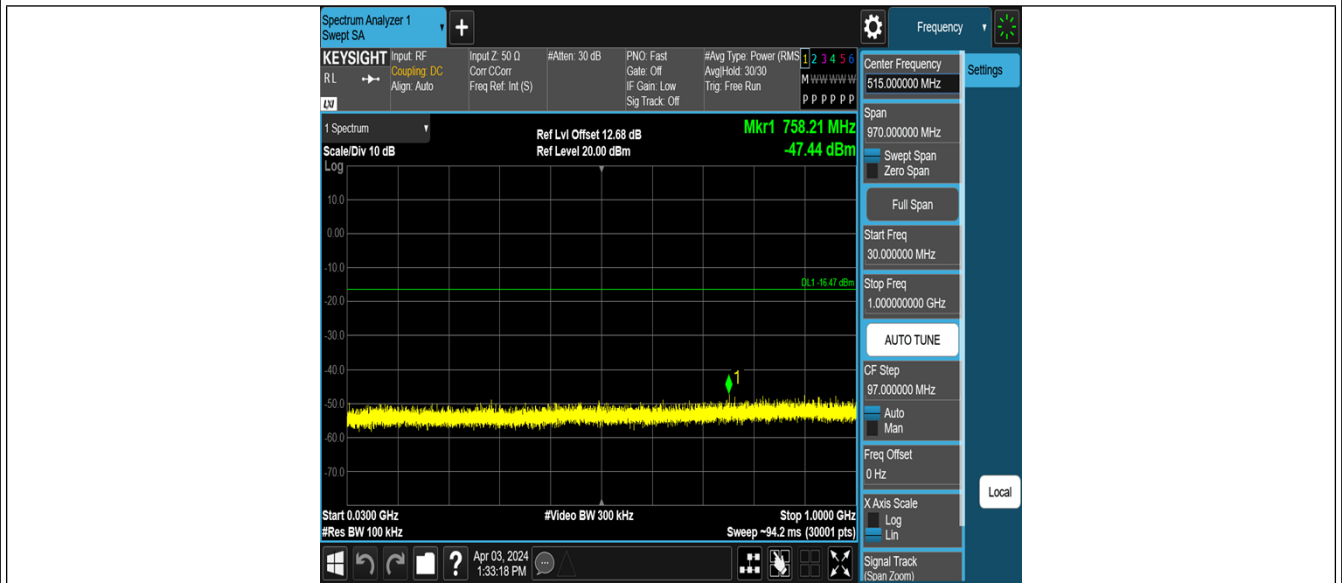 Spectrum Analyzer 1
Swept SA
+
Frequency
KEYSIGHT
RL
LXI
Input: RF
Coupling: DC
Align: Auto
Input Z: 50 Ω
Corr CCorr
Freq Ref: Int (S)
#Atten: 30 dB
PNO: Fast
Gate: Off
IF Gain: Low
Sig Track: Off
#Avg Type: Power (RMS
Avg|Hold: 30/30
Trig: Free Run
1 2 3 4 5 6
M W W W W W
P P P P P P
1 Spectrum
Scale/Div 10 dB
Log
Ref Lvl Offset 12.68 dB
Ref Level 20.00 dBm
Mkr1 758.21 MHz
-47.44 dBm
10.0
0.00
-10.0
DL1 -16.47 dBm
-20.0
-30.0
-40.0
1
-50.0
-60.0
-70.0
Start 0.0300 GHz
#Res BW 100 kHz
#Video BW 300 kHz
Stop 1.0000 GHz
Sweep ~94.2 ms (30001 pts)
?
Apr 03, 2024
1:33:18 PM
Center Frequency
515.000000 MHz
Span
970.000000 MHz
Swept Span
Zero Span
Full Span
Start Freq
30.000000 MHz
Stop Freq
1.000000000 GHz
AUTO TUNE
CF Step
97.000000 MHz
Auto
Man
Freq Offset
0 Hz
X Axis Scale
Log
Lin
Signal Track
(Span Zoom)
Settings
Local